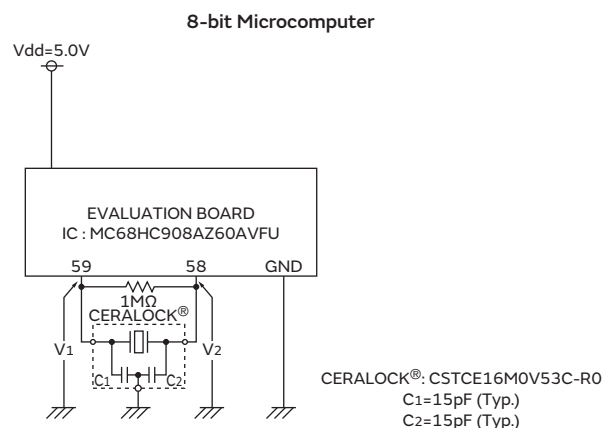 8-bit Microcomputer
Vdd=5.0V
EVALUATION BOARD
IC : MC68HC908AZ60AVFU
59 58 GND
1MΩ
CERALOCK®
V1 V2
C1 C2
CERALOCK®: CSTCE16M0V53C-R0
C1=15pF (Typ.)
C2=15pF (Typ.)